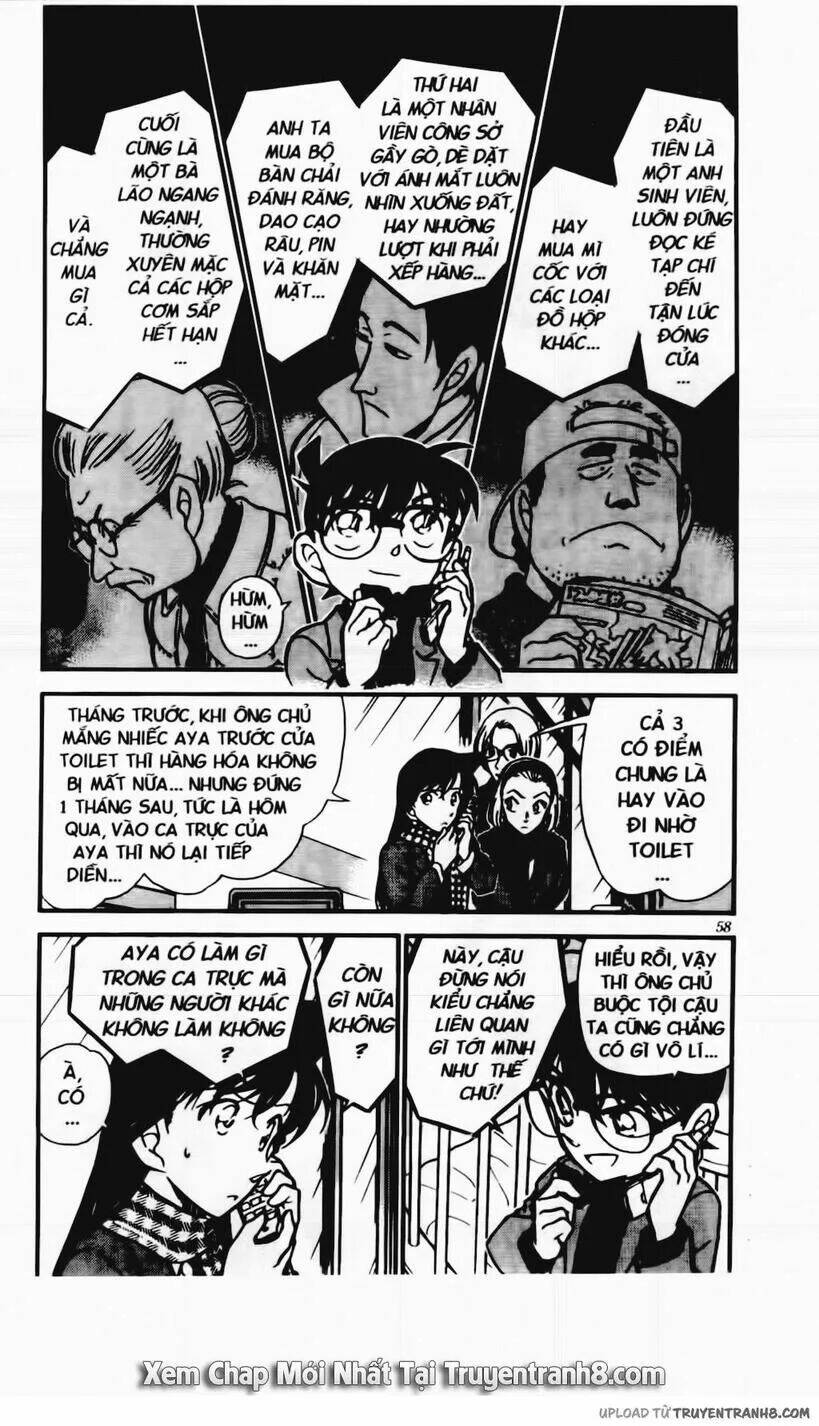 ĐẦU
TIÊN LÀ
MỘT ANH
SINH VIÊN,
LUÔN ĐỨNG
ĐỌC KÉ
TẠP CHÍ
ĐẾN
TẬN LÚC
ĐÓNG
CỬA
...
HAY
MUA MÌ
CỐC VỚI
CÁC LOẠI
ĐỒ HỘP
KHÁC...
THỨ HAI
LÀ MỘT NHÂN
VIÊN CÔNG SỞ
GẦY GÒ, DÈ DẶT
VỚI ÁNH MẮT LUÔN
NHÌN XUỐNG ĐẤT,
HAY NHƯỜNG
LƯỢT KHI PHẢI
XẾP HÀNG...
ANH TA
MUA BỘ
BÀN CHẢI
ĐÁNH RĂNG,
DAO CẠO
RÂU, PIN
VÀ KHĂN
MẶT...
CUỐI
CÙNG LÀ
MỘT BÀ
LÃO NGANG
NGẠNH,
THƯỜNG
XUYÊN MẶC
CẢ CÁC HỘP
CƠM SẮP
HẾT HẠN
...
VÀ
CHẲNG
MUA
GÌ
CẢ.
HỪM,
HỪM
...
CẢ 3
CÓ ĐIỂM
CHUNG LÀ
HAY VÀO
ĐI NHỜ
TOILET
...
THÁNG TRƯỚC, KHI ÔNG CHỦ
MẮNG NHIẾC AYA TRƯỚC CỬA
TOILET THÌ HÀNG HÓA KHÔNG
BỊ MẤT NỮA... NHƯNG ĐÚNG
1 THÁNG SAU, TỨC LÀ HÔM
QUA, VÀO CA TRỰC CỦA
AYA THÌ NÓ LẠI TIẾP
DIỄN...
58
HIỂU RỒI, VẬY
THÌ ÔNG CHỦ
BUỘC TỘI CẬU
TA CŨNG CHẲNG
CÓ GÌ VÔ LÍ...
NÀY, CẬU
ĐỪNG NÓI
KIỂU CHẲNG
LIÊN QUAN
GÌ TỚI MÌNH
NHƯ THẾ
CHỨ!
CÒN
GÌ NỮA
KHÔNG
?
AYA CÓ LÀM GÌ
TRONG CA TRỰC MÀ
NHỮNG NGƯỜI KHÁC
KHÔNG LÀM KHÔNG
?
À,
CÓ
...
Xem Chap Mới Nhất Tại Truyentranh8.com
UPLOAD TỪ TRUYENTRANH8.COM